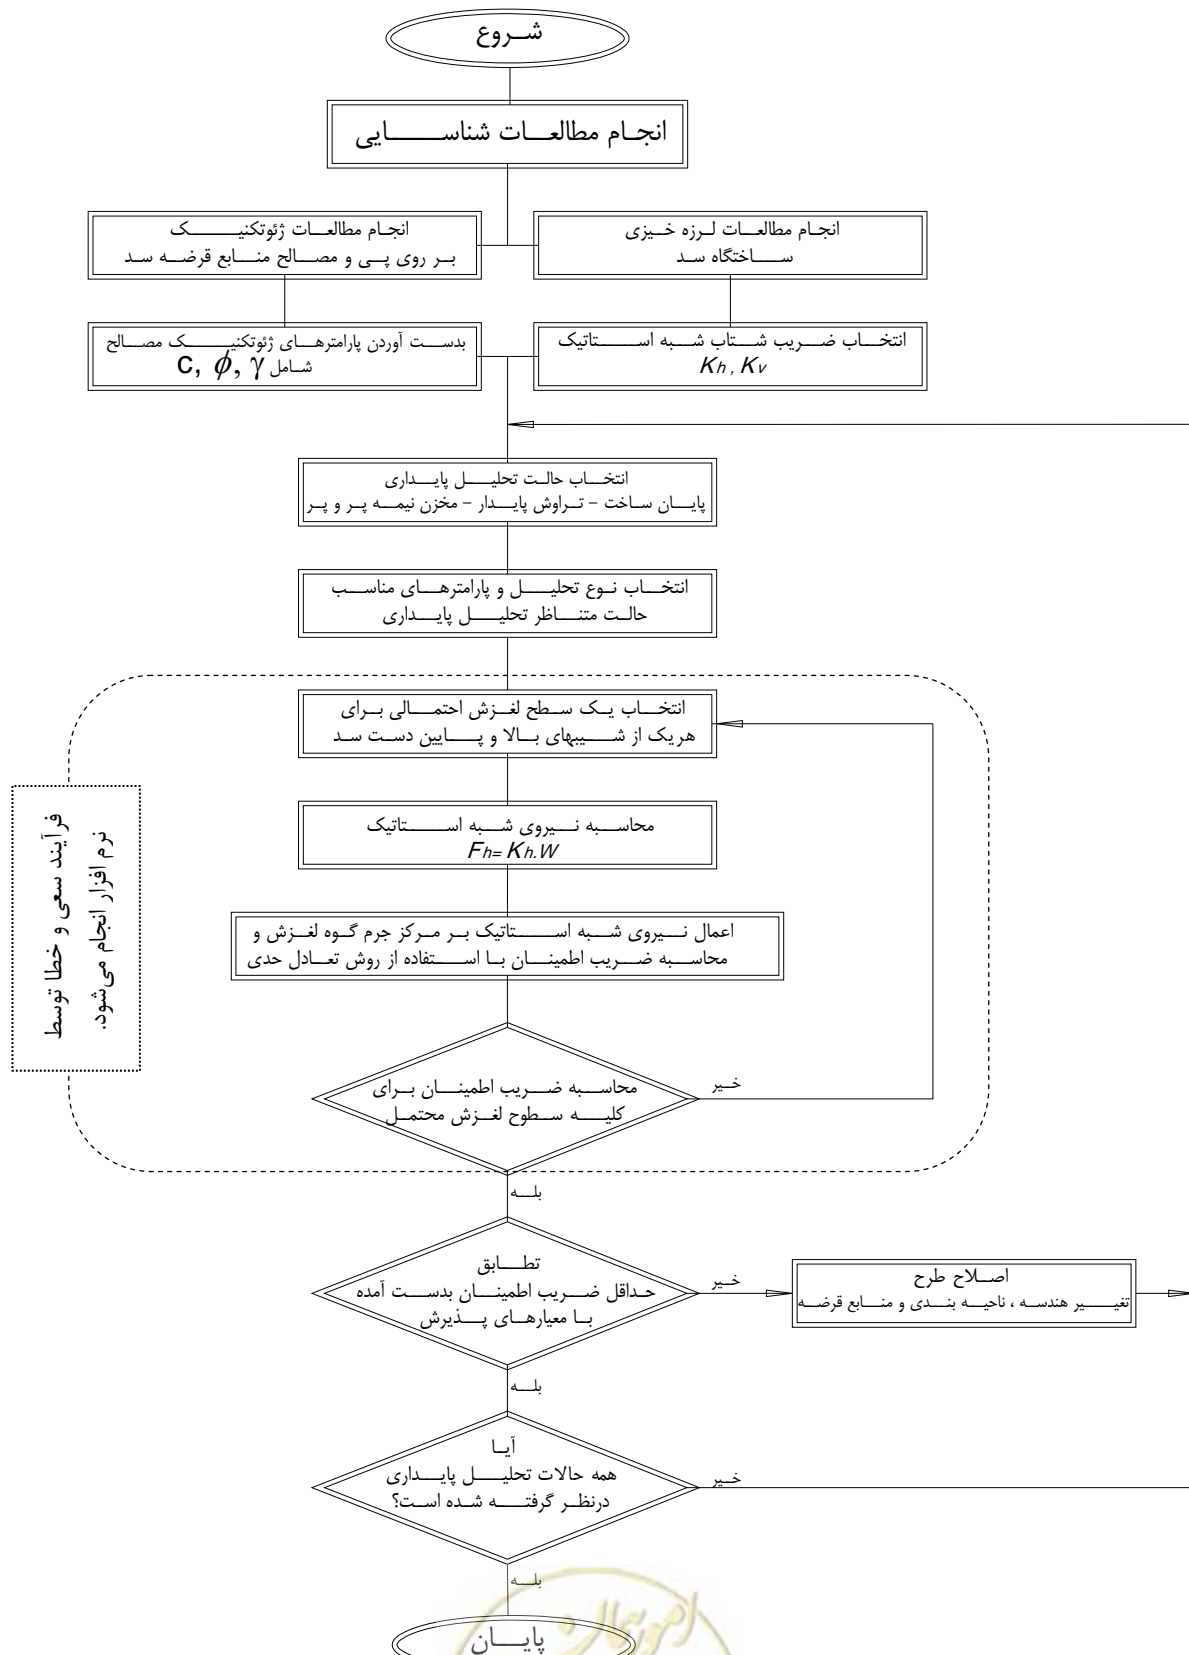 شروع
انجام مطالعات شناسایی
انجام مطالعات لرزه خیزی
ساختگاه سد
انجام مطالعات ژئوتکنیک
بر روی پی و مصالح منابع قرضه سد
انتخاب ضریب شتاب شبه استاتیک
Kh , Kv
بدست آوردن پارامترهای ژئوتکنیک مصالح
شامل C, ϕ, γ
انتخاب حالت تحلیل پایداری
پایان ساخت - تراوش پایدار - مخزن نیمه پر و پر
انتخاب نوع تحلیل و پارامترهای مناسب
حالت متناظر تحلیل پایداری
انتخاب یک سطح لغزش احتمالی برای
هریک از شیبهای بالا و پایین دست سد
محاسبه نیروی شبه استاتیک
Fh= Kh.W
اعمال نیروی شبه استاتیک بر مرکز جرم گوه لغزش و
محاسبه ضریب اطمینان با استفاده از روش تعادل حدی
فرآیند سعی و خطا توسط
نرم افزار انجام می‌شود.
محاسبه ضریب اطمینان برای
کلیه سطوح لغزش محتمل
خیر
بله
تطابق
حداقل ضریب اطمینان بدست آمده
با معیارهای پذیرش
خیر
اصلاح طرح
تغییر هندسه ، ناحیه بندی و منابع قرضه
بله
آیا
همه حالات تحلیل پایداری
درنظر گرفته شده است؟
خیر
بله
پایان